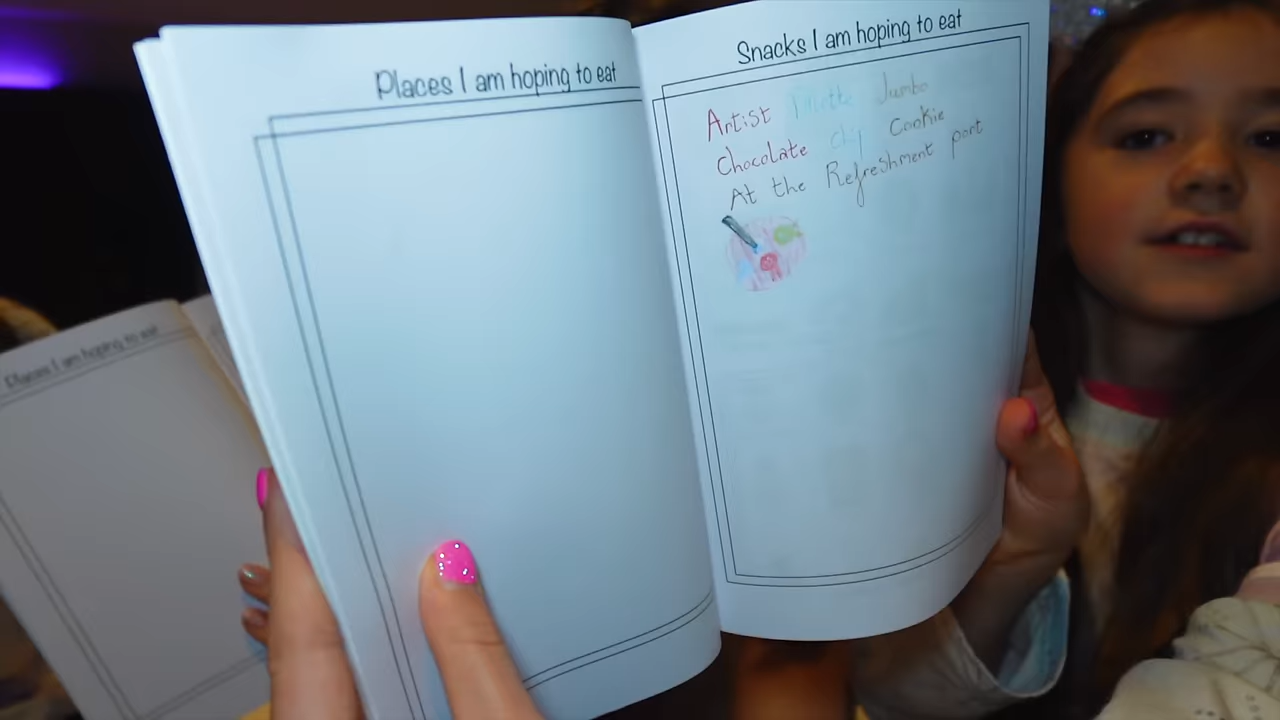 Places I am hoping to eat
Snacks I am hoping to eat
Artist Palette Jumbo
Chocolate chip Cookie
At the Refreshment port
Places I am hoping to eat